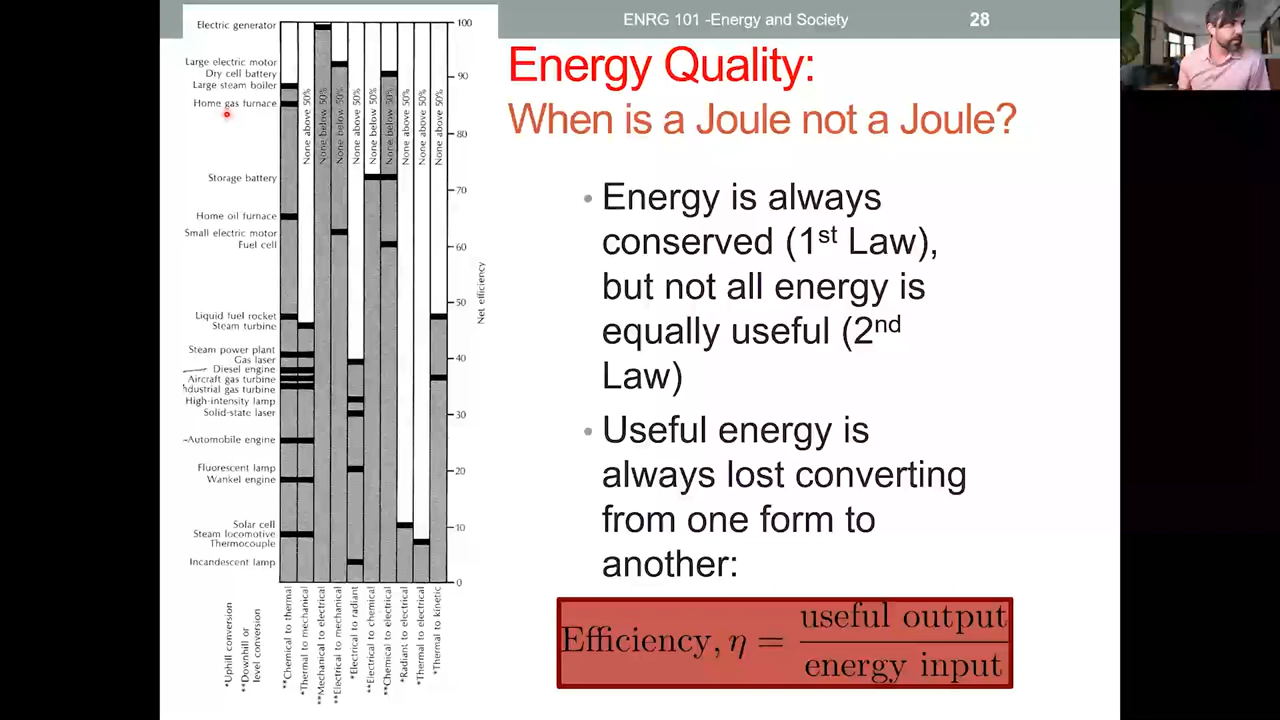 ENRG 101 -Energy and Society
28
Energy Quality:
When is a Joule not a Joule?
• Energy is always
conserved (1st Law),
but not all energy is
equally useful (2nd
Law)
• Useful energy is
always lost converting
from one form to
another:
Efficiency, η = useful output
energy input
Electric generator
Large electric motor
Dry cell battery
Large steam boiler
Home gas furnace
Storage battery
Home oil furnace
Small electric motor
Fuel cell
Liquid fuel rocket
Steam turbine
Steam power plant
Gas laser
Diesel engine
Aircraft gas turbine
ndustrial gas turbine
High-intensity lamp
Solid-state laser
Automobile engine
Fluorescent lamp
Wankel engine
Solar cell
Steam locomotive
Thermocouple
Incandescent lamp
None above 50%
None below 50%
None below 50%
None above 50%
None below 50%
None below 50%
None above 50%
None above 50%
None above 50%
100
90
80
70
60
50
40
30
20
10
0
Net efficiency
*Uphill conversion
**Downhill or
level conversion
**Chemical to thermal
*Thermal to mechanical
**Mechanical to electrical
**Electrical to mechanical
*Electrical to radiant
**Electrical to chemical
**Chemical to electrical
*Radiant to electrical
*Thermal to electrical
*Thermal to kinetic